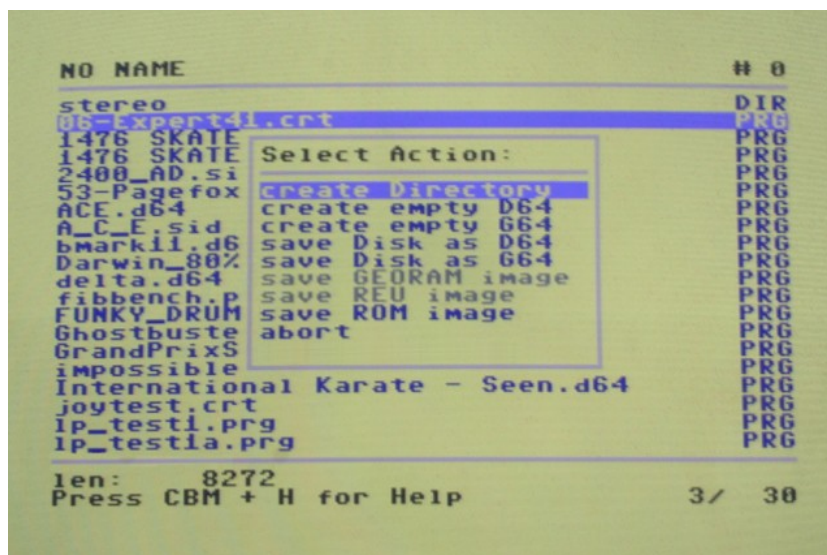 NO NAME # 0
stereo DIR
06-Expert41.crt PRG
1476 SKATE PRG
1476 SKATE PRG
2400_AD.si PRG
53-Pagefox PRG
ACE.d64 PRG
A_C_E.sid PRG
bmark11.d6 PRG
Darwin_80% PRG
delta.d64 PRG
fibbench.p PRG
FUNKY_DRUM PRG
Ghostbuste PRG
GrandPrixS PRG
impossible PRG
International Karate - Seen.d64 PRG
joytest.crt PRG
lp_test1.prg PRG
lp_test1a.prg PRG
Select Action:
create Directory
create empty D64
create empty G64
save Disk as D64
save Disk as G64
save GEORAM image
save REU image
save ROM image
abort
len: 8272
Press CBM + H for Help 3/ 30